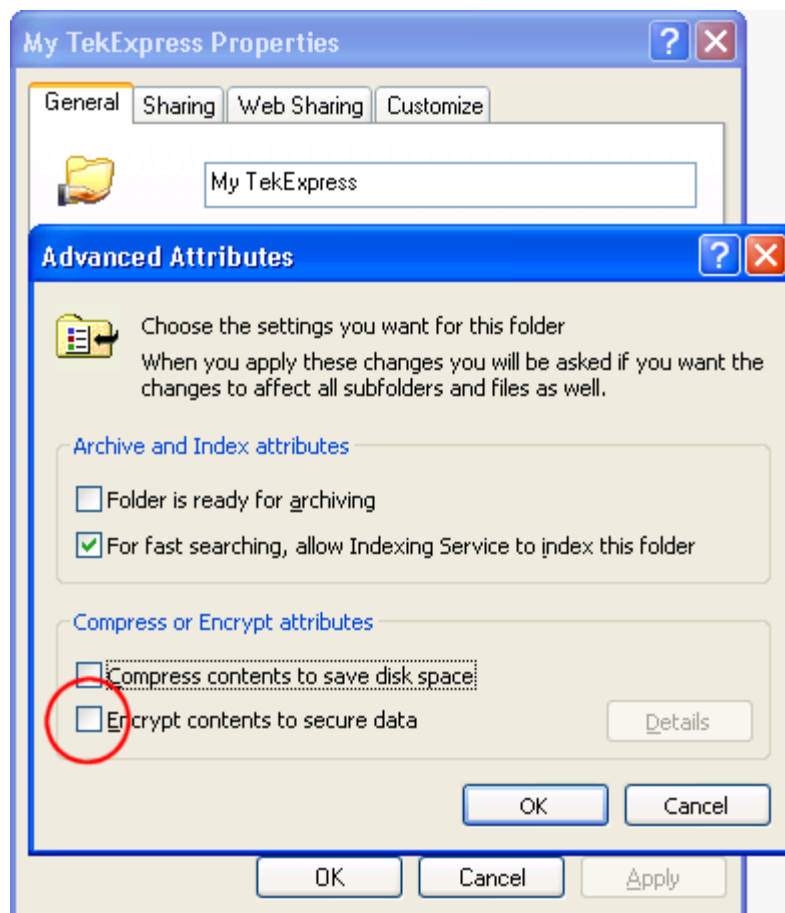 My TekExpress Properties
General Sharing Web Sharing Customize
My TekExpress
Advanced Attributes
Choose the settings you want for this folder
When you apply these changes you will be asked if you want the
changes to affect all subfolders and files as well.
Archive and Index attributes
Folder is ready for archiving
For fast searching, allow Indexing Service to index this folder
Compress or Encrypt attributes
Compress contents to save disk space
Encrypt contents to secure data
Details
OK Cancel
OK Cancel Apply